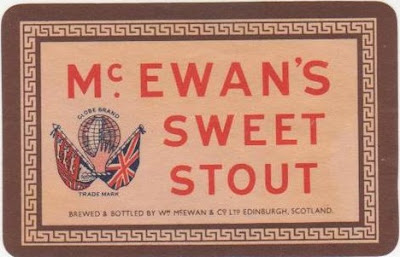 McEWAN'S
GLOBE BRAND
SWEET
STOUT
TRADE MARK
BREWED & BOTTLED BY WM McEWAN & CO LTD EDINBURGH, SCOTLAND.